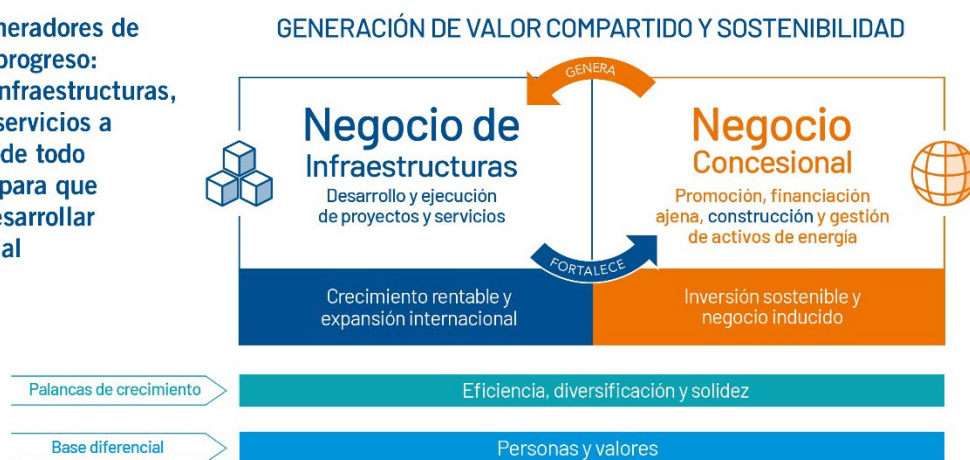 neradores de
progreso:
nfraestructuras,
servicios a
de todo
para que
esarrollar
al
GENERACIÓN DE VALOR COMPARTIDO Y SOSTENIBILIDAD
GENERA
Negocio de
Infraestructuras
Desarrollo y ejecución
de proyectos y servicios
Negocio
Concesional
Promoción, financiación
ajena, construcción y gestión
de activos de energía
FORTALECE
Crecimiento rentable y
expansión internacional
Inversión sostenible y
negocio inducido
Palancas de crecimiento
Eficiencia, diversificación y solidez
Base diferencial
Personas y valores